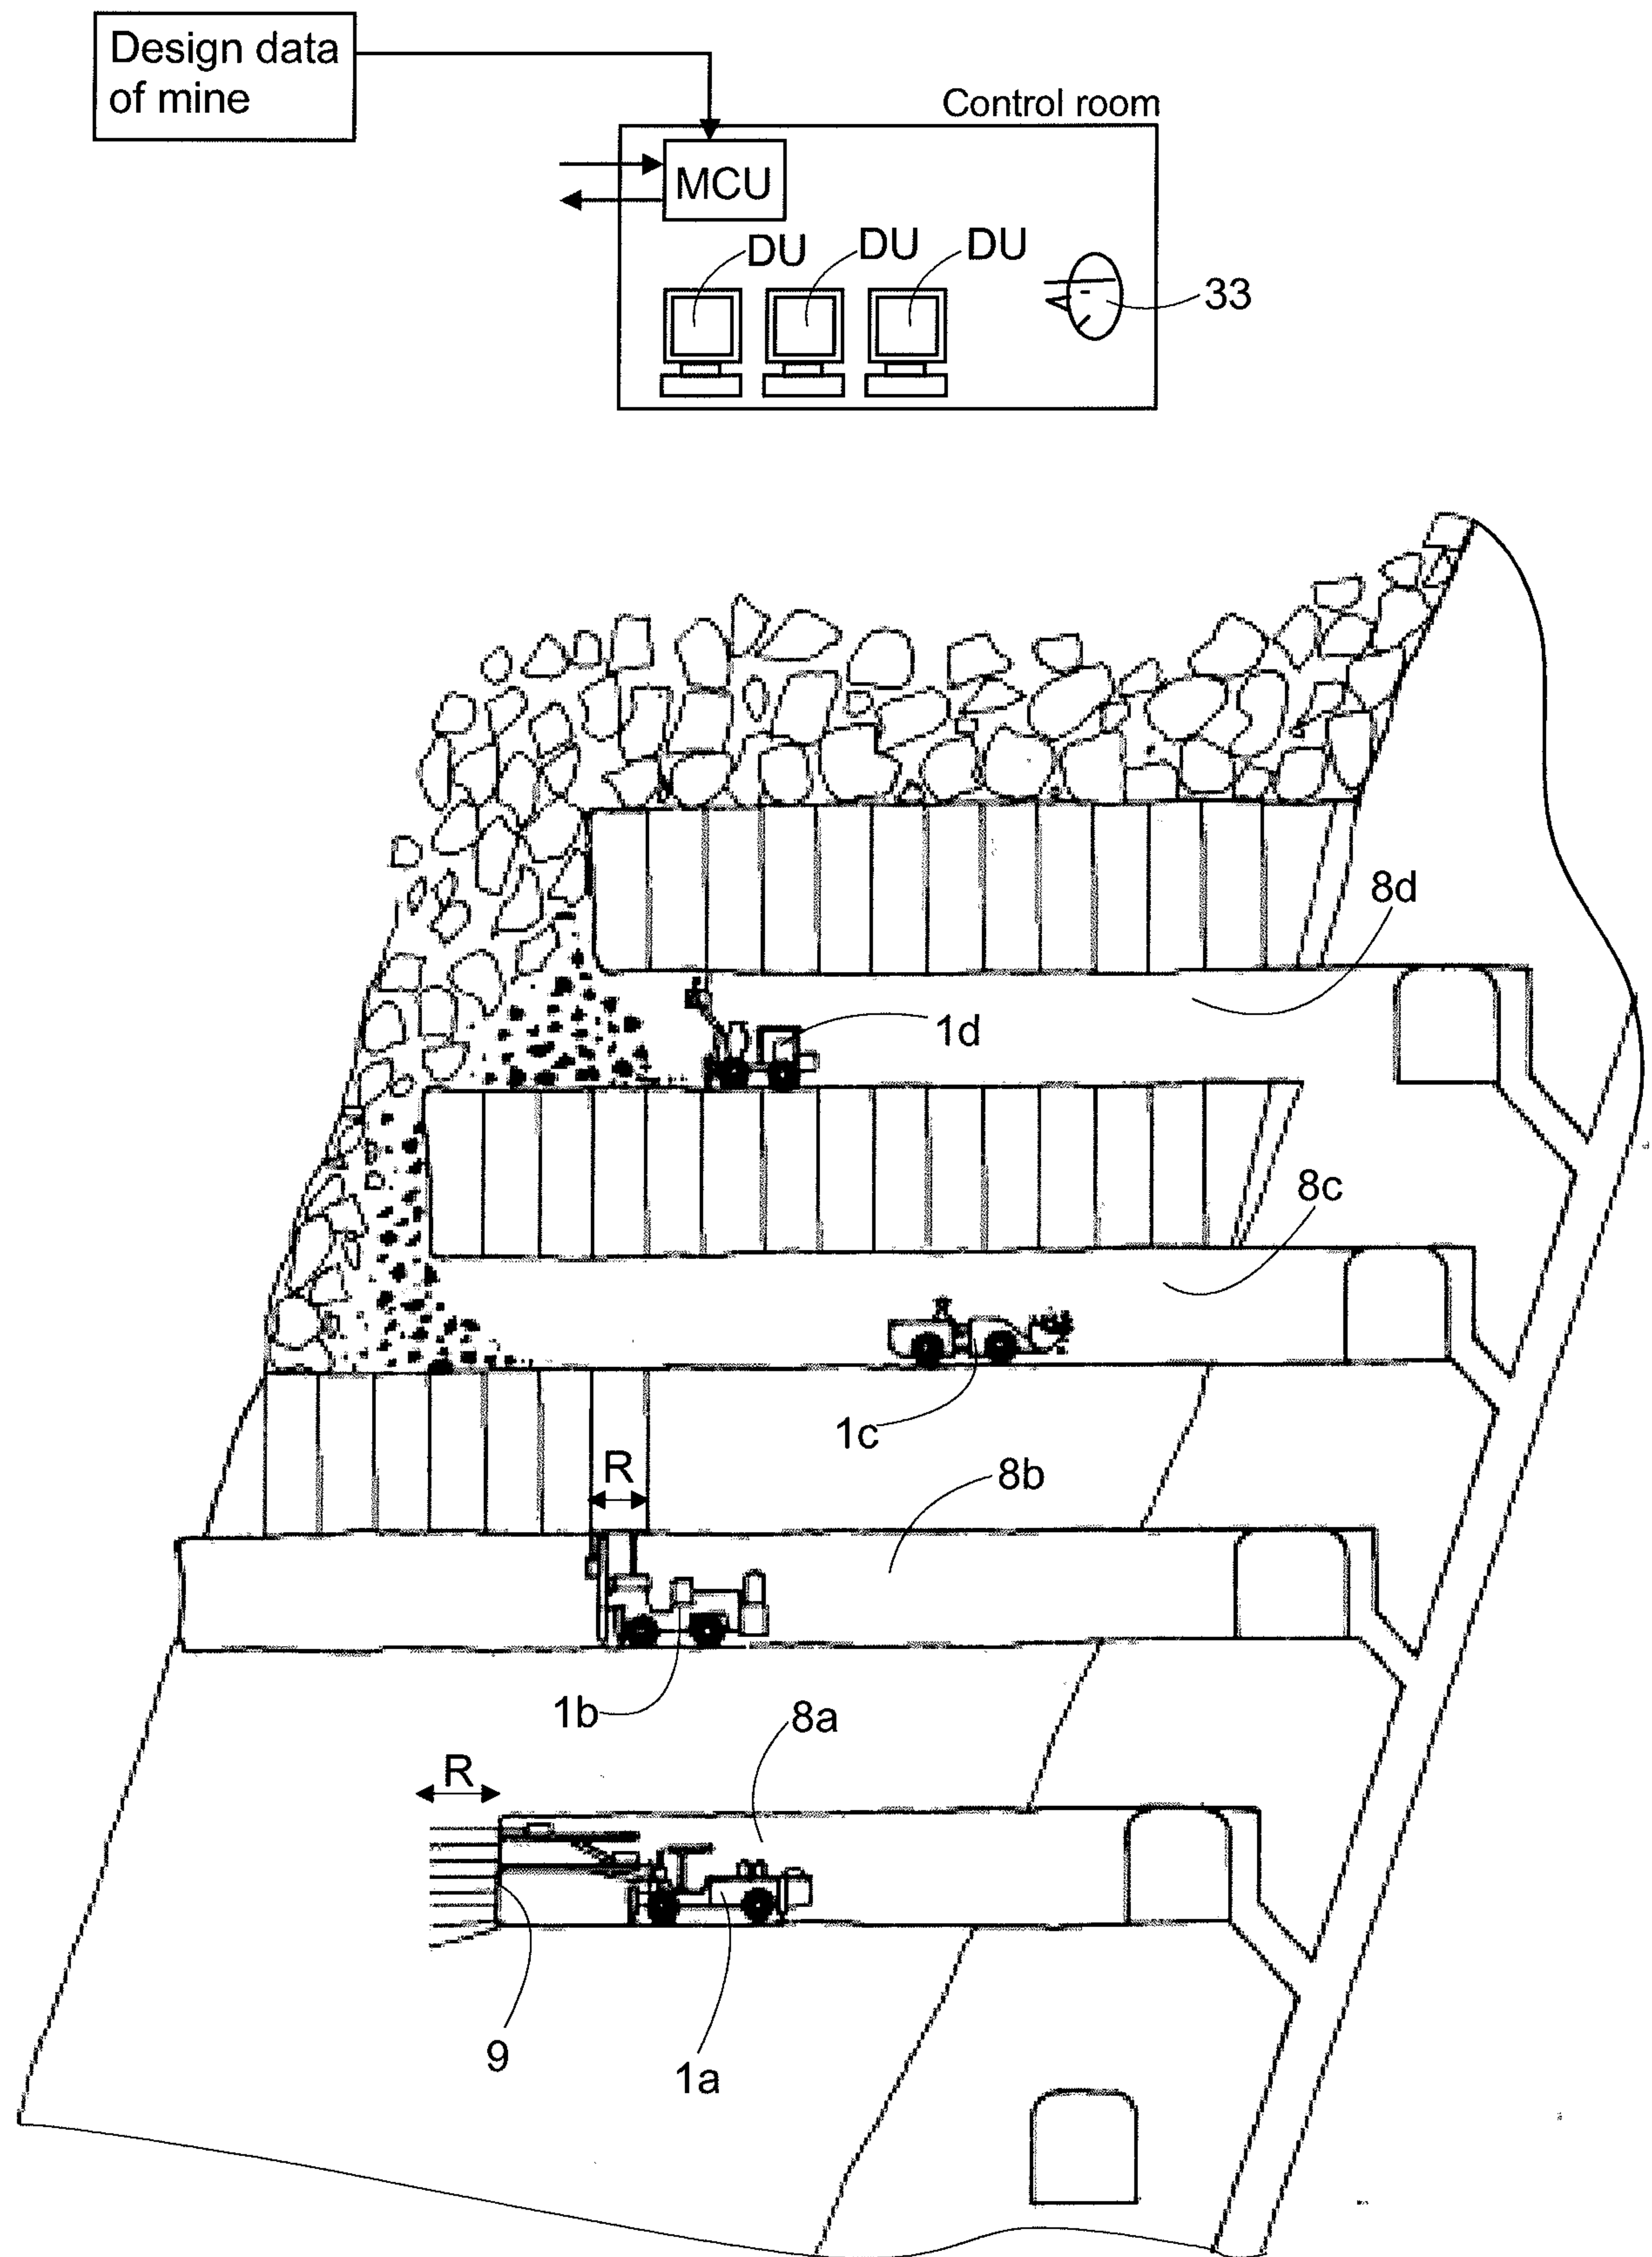 Design data
of mine
Control room
MCU
DU DU DU
33
8d
1d
8c
1c
R
8b
1b
8a
R
9
1a